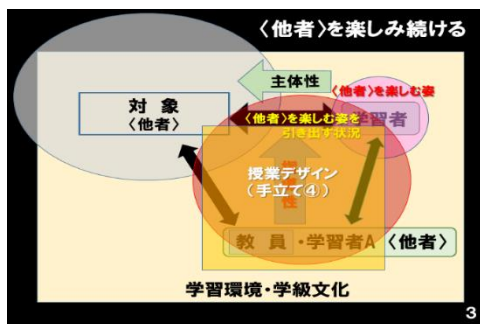 〈他者〉を楽しみ続ける
主体性
〈他者〉を楽しむ姿
対 象
〈他者〉
学習者
〈他者〉を楽しむ姿を
引き出す状況
授業デザイン
（手立て④）
性
教 員 ・学習者A 〈他者〉
学習環境・学級文化
3